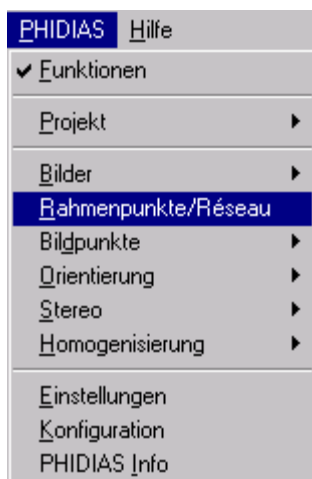 PHIDIAS Hilfe
Funktionen
Projekt
Bilder
Rahmenpunkte/Réseau
Bildpunkte
Orientierung
Stereo
Homogenisierung
Einstellungen
Konfiguration
PHIDIAS Info